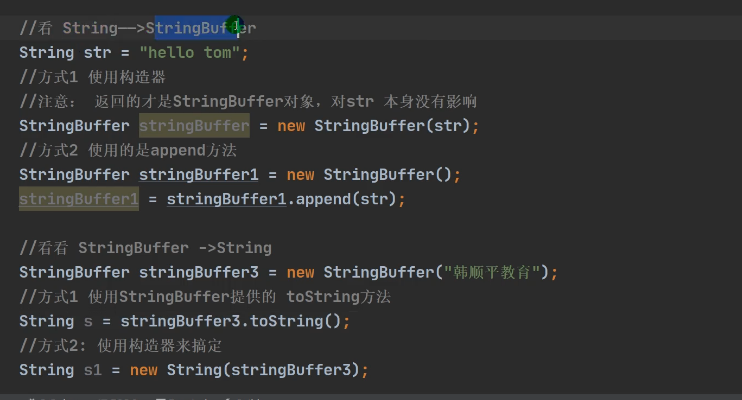 //看 String——>StringBuffer
String str = "hello tom";
//方式1 使用构造器
//注意： 返回的才是StringBuffer对象，对str 本身没有影响
StringBuffer stringBuffer = new StringBuffer(str);
//方式2 使用的是append方法
StringBuffer stringBuffer1 = new StringBuffer();
stringBuffer1 = stringBuffer1.append(str);
//看看 StringBuffer ->String
StringBuffer stringBuffer3 = new StringBuffer("韩顺平教育");
//方式1 使用StringBuffer提供的 toString方法
String s = stringBuffer3.toString();
//方式2: 使用构造器来搞定
String s1 = new String(stringBuffer3);